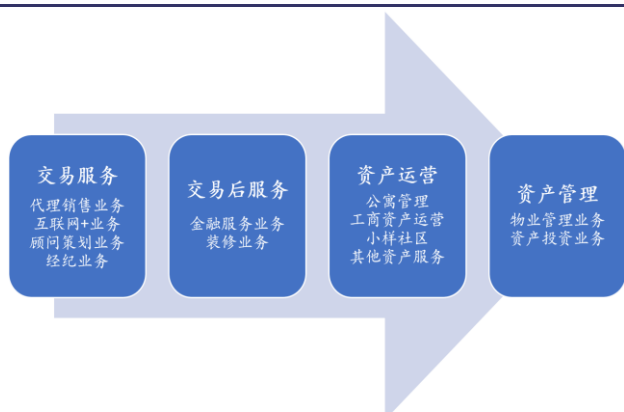 交易服务
代理销售业务
互联网+业务
顾问策划业务
经纪业务
交易后服务
金融服务业务
装修业务
资产运营
公寓管理
工商资产运营
小样社区
其他资产服务
资产管理
物业管理业务
资产投资业务